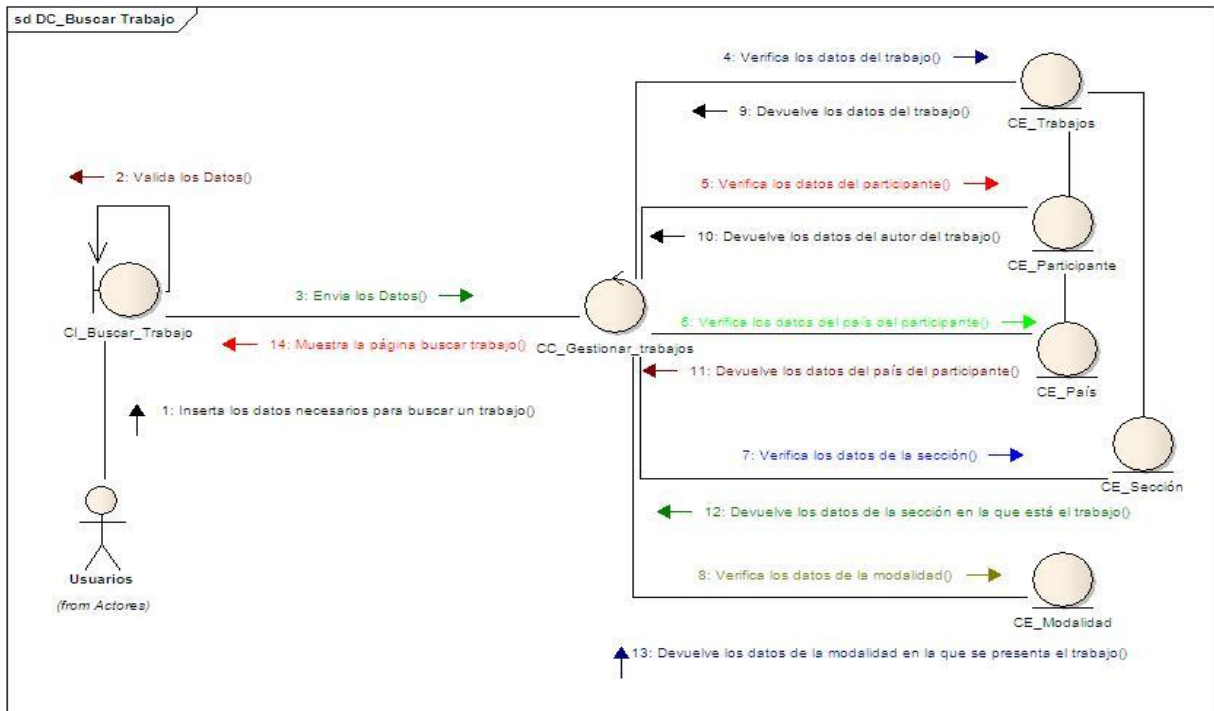 sd DC_Buscar Trabajo
4: Verifica los datos del trabajo()
9: Devuelve los datos del trabajo()
CE_Trabajos
2: Valida los Datos()
5: Verifica los datos del participante()
10: Devuelve los datos del autor del trabajo()
CE_Participante
3: Envia los Datos()
CI_Buscar_Trabajo
6: Verifica los datos del país del participante()
14: Muestra la página buscar trabajo()
CC_Gestionar_trabajos
11: Devuelve los datos del país del participante()
CE_País
1: Inserta los datos necesarios para buscar un trabajo()
7: Verifica los datos de la sección()
CE_Sección
12: Devuelve los datos de la sección en la que está el trabajo()
8: Verifica los datos de la modalidad()
Usuarios
(from Actores)
CE_Modalidad
13: Devuelve los datos de la modalidad en la que se presenta el trabajo()